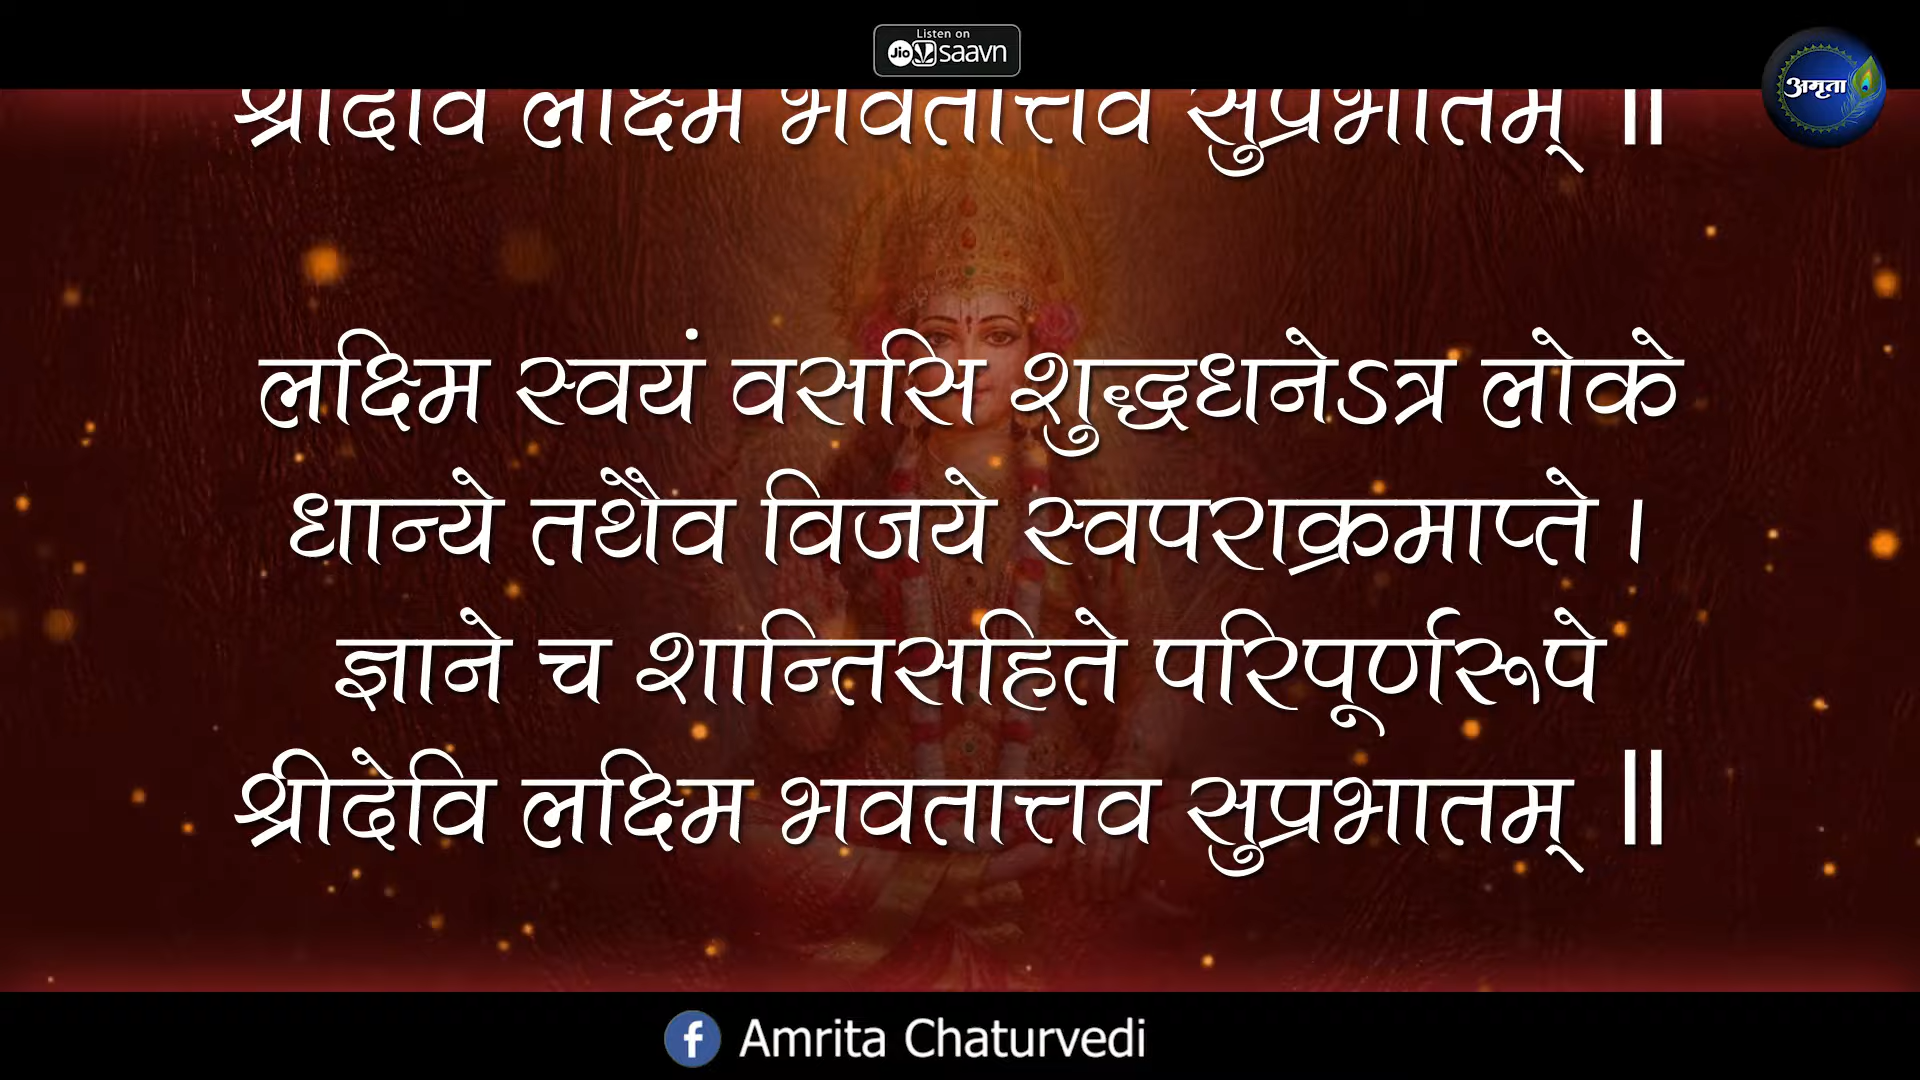 Listen on
Jio saavn
अमृता
श्रीदेवि लक्ष्मि भवतात्तव सुप्रभातम् ॥
लक्ष्मि स्वयं वससि शुद्धधनेऽत्र लोके
धान्ये तथैव विजये स्वपराक्रमाप्ते ।
ज्ञाने च शान्तिसहिते परिपूर्णरूपे
श्रीदेवि लक्ष्मि भवतात्तव सुप्रभातम् ॥
f Amrita Chaturvedi